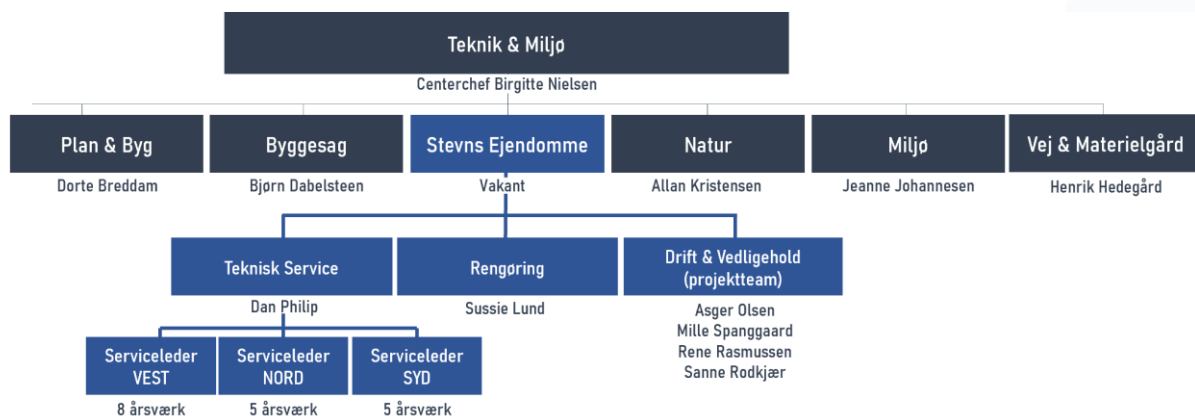 Teknik & Miljø
Centerchef Birgitte Nielsen
Plan & Byg
Byggesag
Stevns Ejendomme
Natur
Miljø
Vej & Materielgård
Dorte Breddam
Bjørn Dabelsteen
Vakant
Allan Kristensen
Jeanne Johannesen
Henrik Hedegård
Teknisk Service
Rengøring
Drift & Vedligehold
(projektteam)
Dan Philip
Sussie Lund
Asger Olsen
Mille Spanggaard
Rene Rasmussen
Sanne Rodkjær
Serviceleder
VEST
Serviceleder
NORD
Serviceleder
SYD
8 årsværk
5 årsværk
5 årsværk